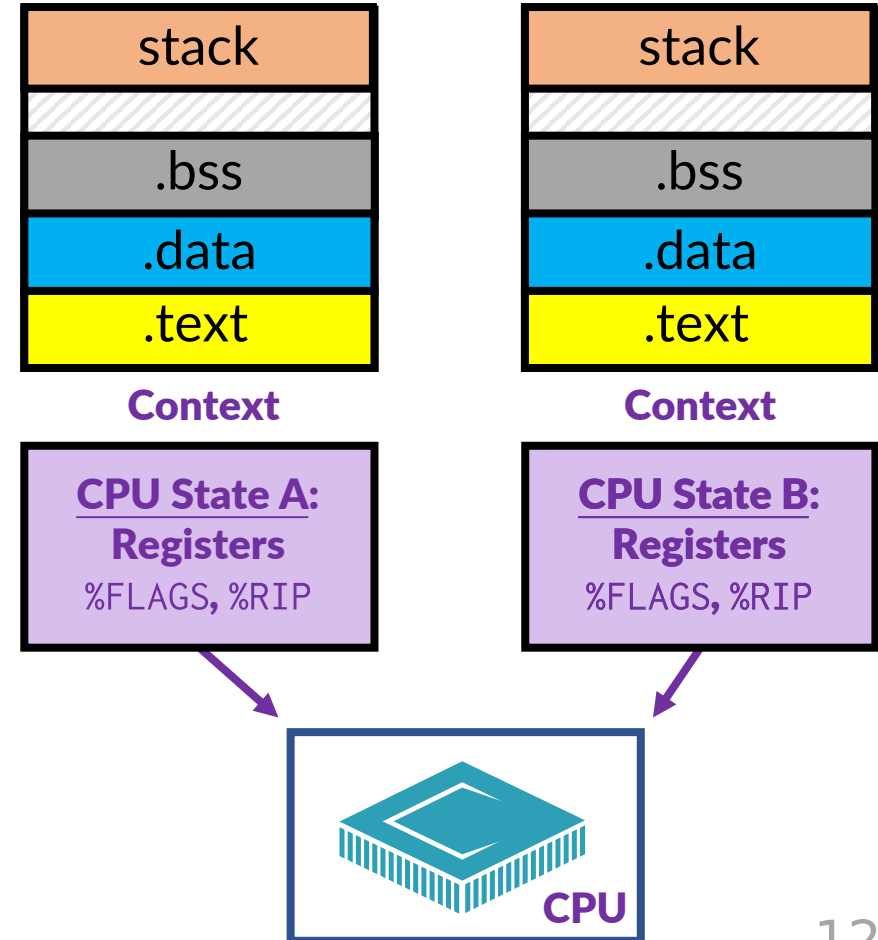 stack
.bss
.data
.text
Context
CPU State A:
Registers
%FLAGS, %RIP
stack
.bss
.data
.text
Context
CPU State B:
Registers
%FLAGS, %RIP
CPU
12